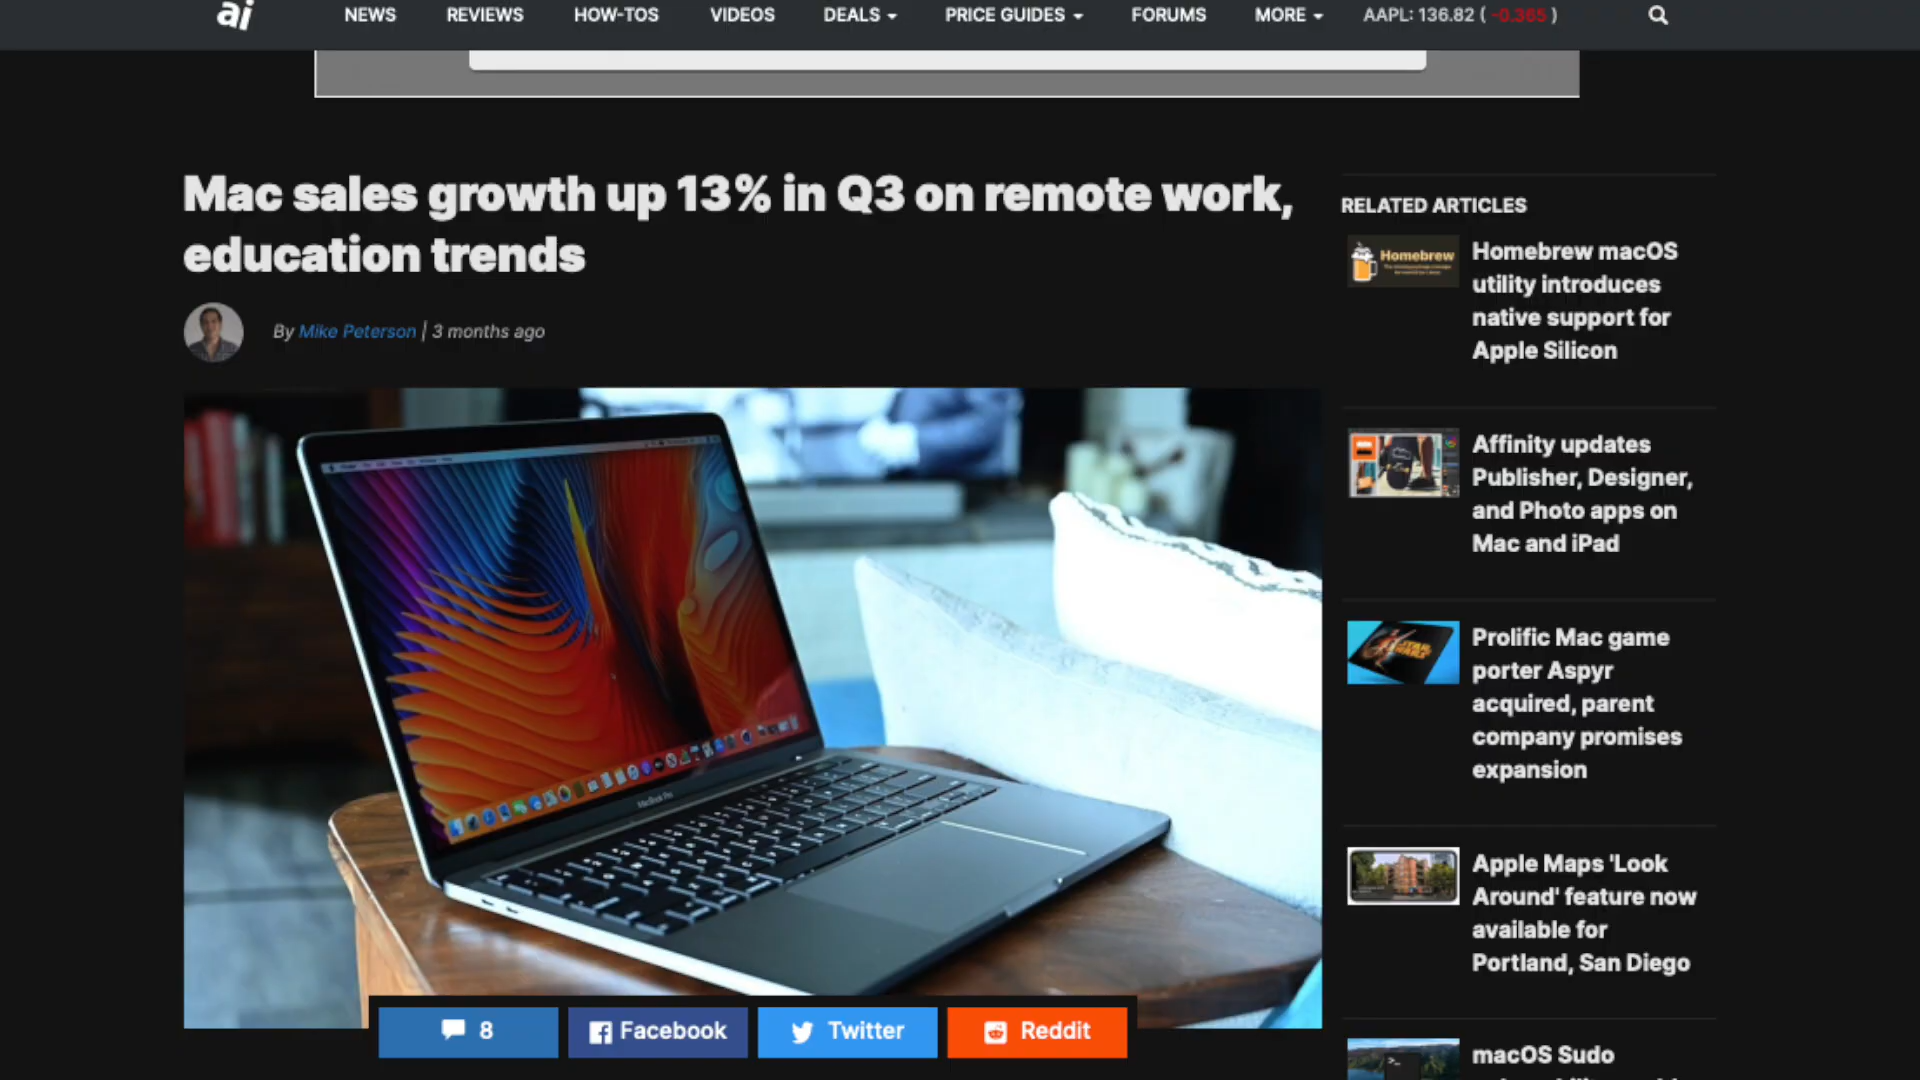 ai
NEWS
REVIEWS
HOW-TOS
VIDEOS
DEALS
PRICE GUIDES
FORUMS
MORE
AAPL: 136.82 ( -0.365 )
Mac sales growth up 13% in Q3 on remote work,
education trends
By Mike Peterson | 3 months ago
MacBook Pro
8
Facebook
Twitter
Reddit
RELATED ARTICLES
Homebrew
Homebrew macOS
utility introduces
native support for
Apple Silicon
Affinity updates
Publisher, Designer,
and Photo apps on
Mac and iPad
STAR
WARS
Prolific Mac game
porter Aspyr
acquired, parent
company promises
expansion
Apple Maps 'Look
Around' feature now
available for
Portland, San Diego
macOS Sudo